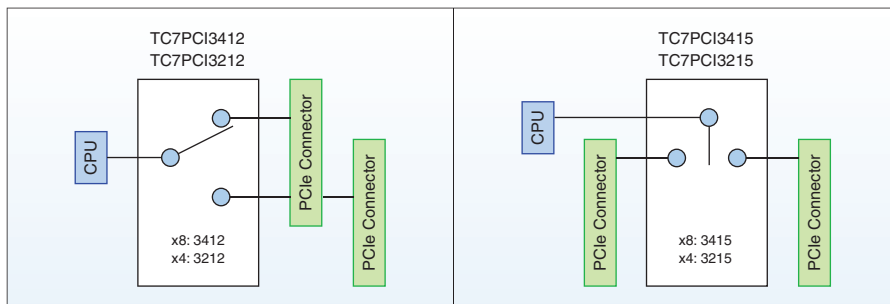 TC7PCI3412
TC7PCI3212
CPU
PCIe Connector
PCIe Connector
x8: 3412
x4: 3212
TC7PCI3415
TC7PCI3215
CPU
PCIe Connector
PCIe Connector
x8: 3415
x4: 3215